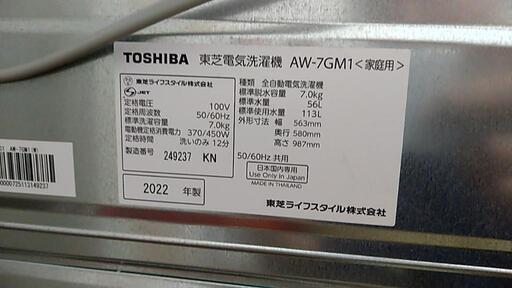 TOSHIBA 東芝電気洗濯機 AW-7GM1<家庭用>
東芝ライフスタイル株式会社
JET
定格電圧 100V
定格周波数 50/60Hz
標準洗濯容量 7.0kg
電動機定格消費電力 370/450W
定格時間 洗いのみ 12分
製造番号 249237 KN
2022 年製
種類 全自動電気洗濯機
標準脱水容量 7.0kg
標準水量 56L
標準使用水量 113L
外形寸法 幅 563mm
奥行 580mm
高さ 987mm
50/60Hz 共用
日本国内専用
Use Only In Japan
MADE IN THAILAND
東芝ライフスタイル株式会社
AW-7GM1(W)
0000725113149237